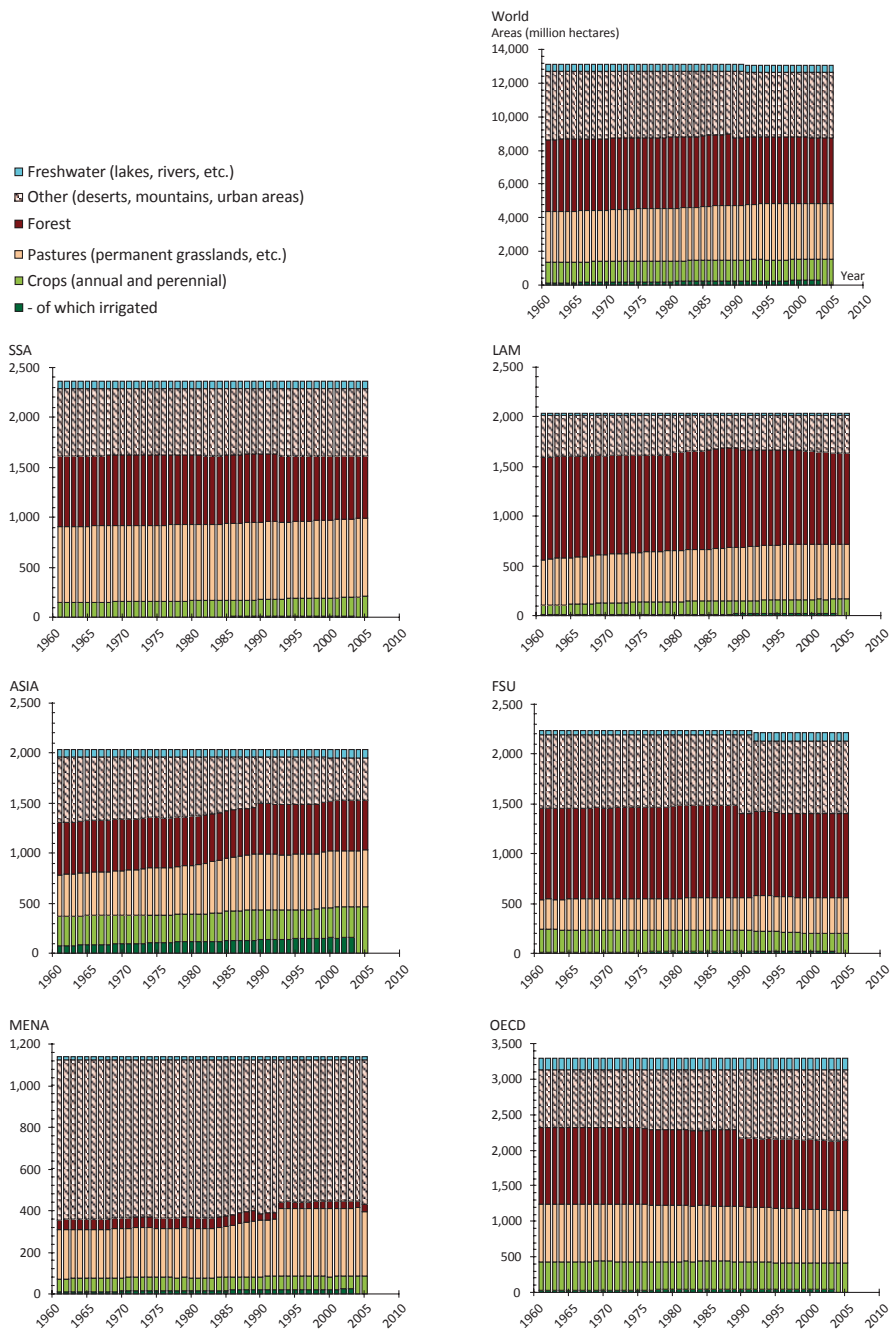 World
Areas (million hectares)
14,000
12,000
10,000
8,000
6,000
4,000
2,000
0
Year
1960 1965 1970 1975 1980 1985 1990 1995 2000 2005 2010
Freshwater (lakes, rivers, etc.)
Other (deserts, mountains, urban areas)
Forest
Pastures (permanent grasslands, etc.)
Crops (annual and perennial)
- of which irrigated
SSA
2,500
2,000
1,500
1,000
500
0
1960 1965 1970 1975 1980 1985 1990 1995 2000 2005 2010
LAM
2,500
2,000
1,500
1,000
500
0
1960 1965 1970 1975 1980 1985 1990 1995 2000 2005 2010
ASIA
2,500
2,000
1,500
1,000
500
0
1960 1965 1970 1975 1980 1985 1990 1995 2000 2005 2010
FSU
2,500
2,000
1,500
1,000
500
0
1960 1965 1970 1975 1980 1985 1990 1995 2000 2005 2010
MENA
1,200
1,000
800
600
400
200
0
1960 1965 1970 1975 1980 1985 1990 1995 2000 2005 2010
OECD
3,500
3,000
2,500
2,000
1,500
1,000
500
0
1960 1965 1970 1975 1980 1985 1990 1995 2000 2005 2010